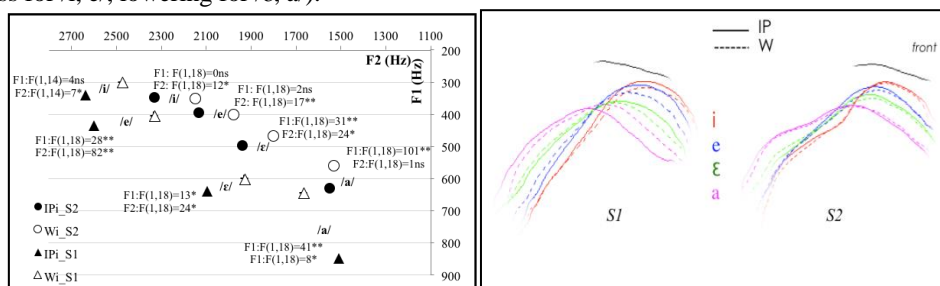 ss for/i, e/; lowering for/ɛ, a/).
2700 2500 2300 2100 1900 1700 1500 1300 1100
F2 (Hz)
F1 (Hz)
200
300
400
500
600
700
800
900
F1:F(1,14)=4ns
F2:F(1,14)=7*
/i/
F1: F(1,18)=0ns
F2: F(1,18)=12*
/i/
F1: F(1,18)=2ns
F2: F(1,18)=17**
/e/
F1:F(1,18)=31**
F2:F(1,18)=24*
/ɛ/
F1:F(1,18)=28**
F2:F(1,18)=82**
/e/
F1:F(1,18)=101**
F2:F(1,18)=1ns
/a/
F1:F(1,18)=13*
F2:F(1,18)=24*
/ɛ/
/a/
F1:F(1,18)=41**
F1:F(1,18)=8*
IPi_S2
Wi_S2
IPi_S1
Wi_S1
IP
W
front
i
e
ɛ
a
S1
S2